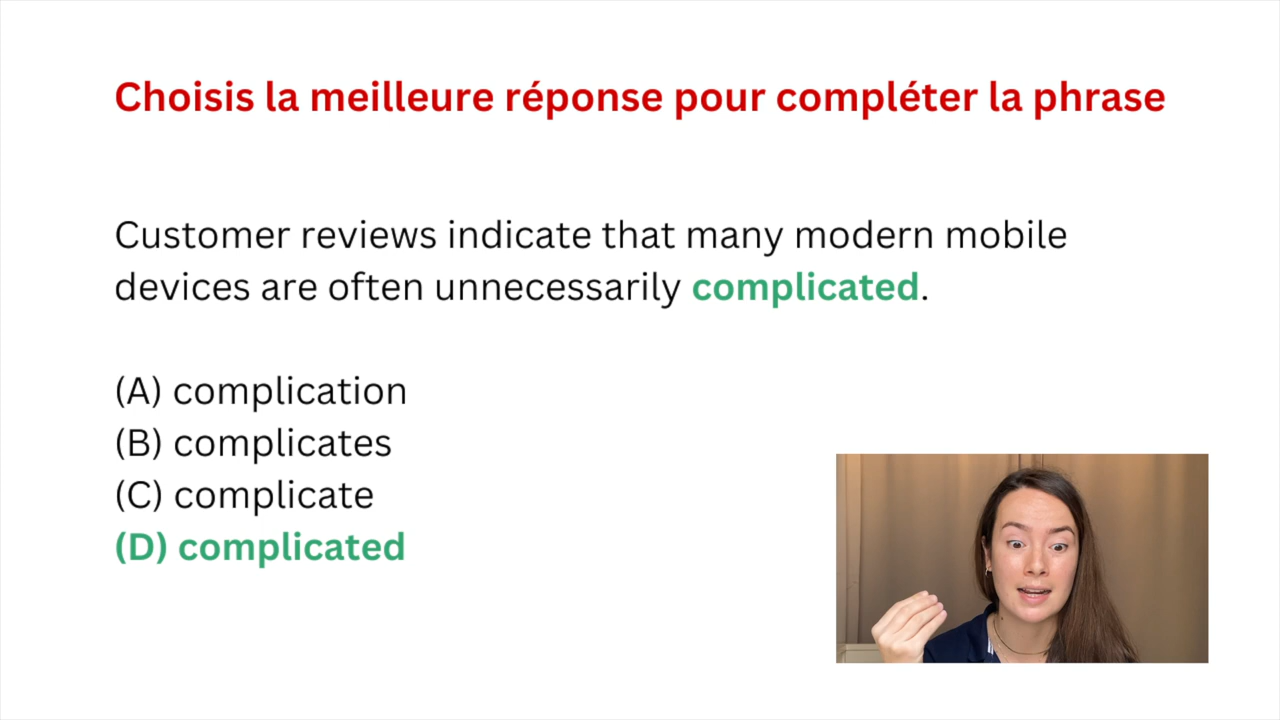 Choisis la meilleure réponse pour compléter la phrase
Customer reviews indicate that many modern mobile
devices are often unnecessarily complicated.
(A) complication
(B) complicates
(C) complicate
(D) complicated